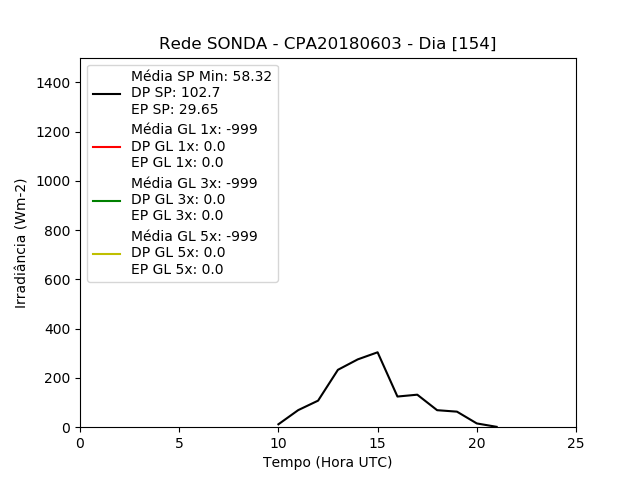 Rede SONDA - CPA20180603 - Dia [154]
Média SP Min: 58.32
DP SP: 102.7
EP SP: 29.65
Média GL 1x: -999
DP GL 1x: 0.0
EP GL 1x: 0.0
Média GL 3x: -999
DP GL 3x: 0.0
EP GL 3x: 0.0
Média GL 5x: -999
DP GL 5x: 0.0
EP GL 5x: 0.0
Irradiância (Wm-2)
1400
1200
1000
800
600
400
200
0
0 5 10 15 20 25
Tempo (Hora UTC)